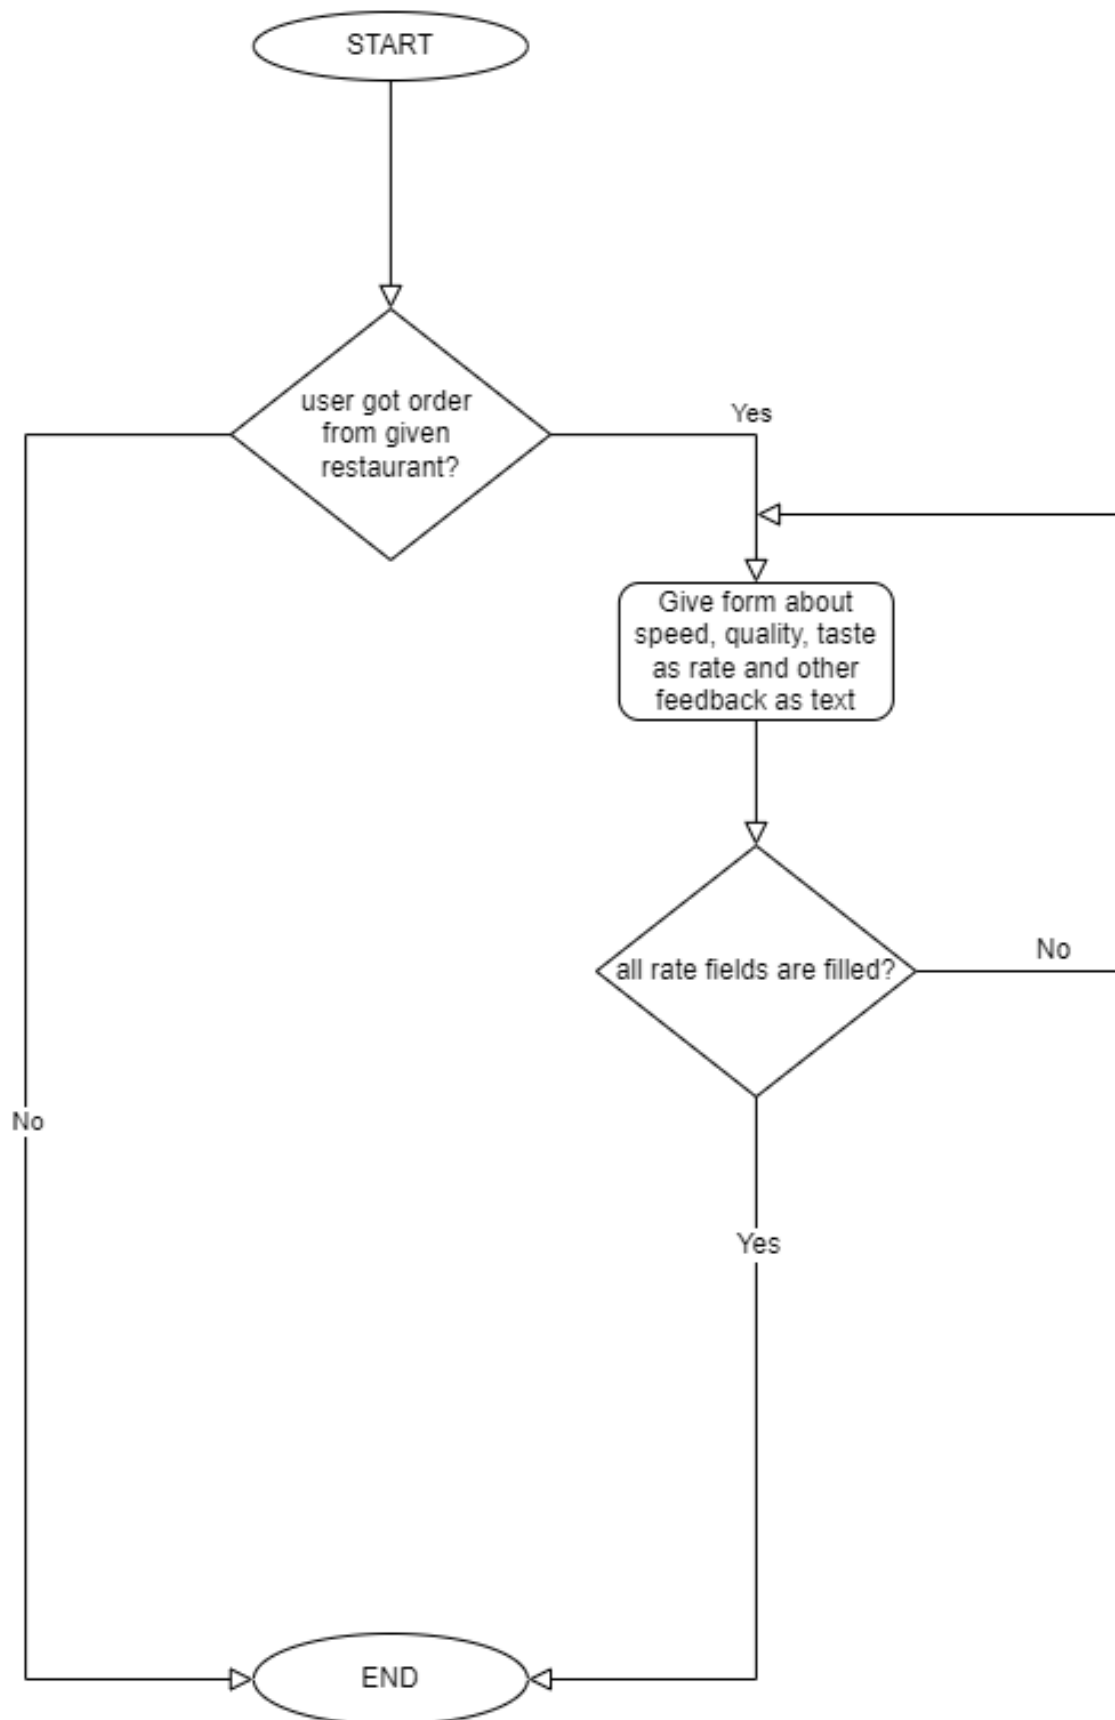 START
user got order
from given
restaurant?
Yes
Give form about
speed, quality, taste
as rate and other
feedback as text
all rate fields are filled?
No
No
Yes
END